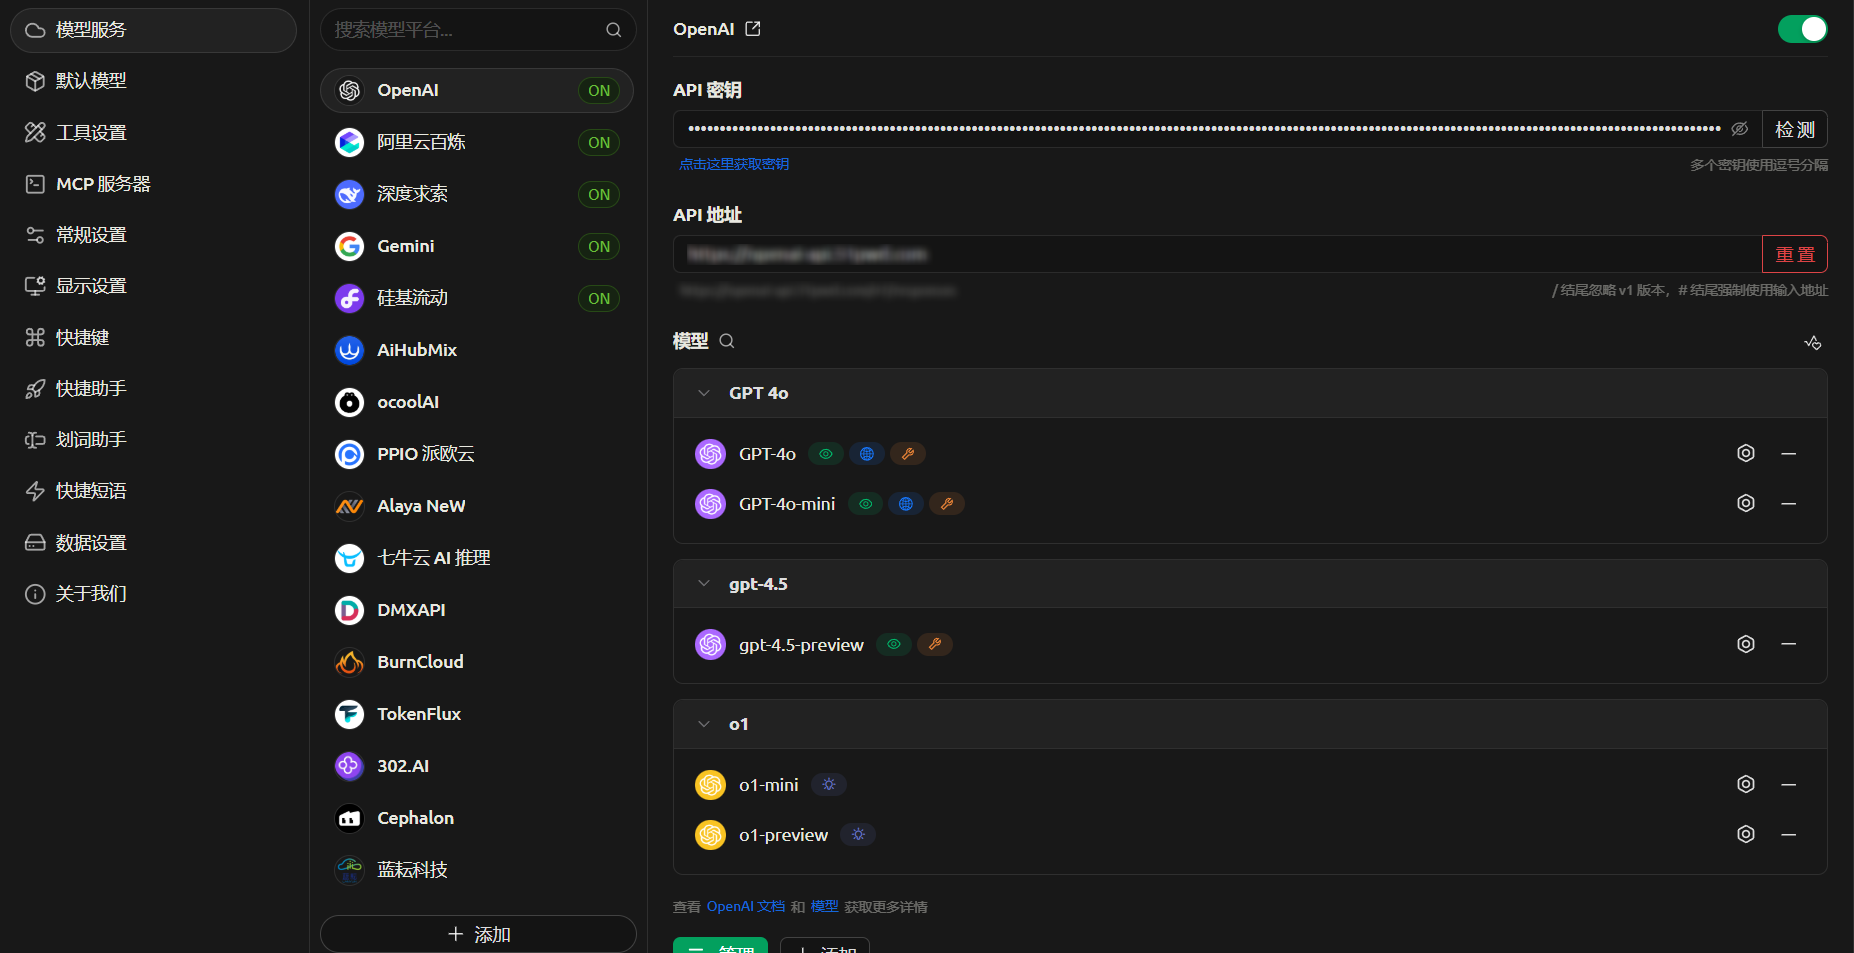 模型服务
默认模型
工具设置
MCP 服务器
常规设置
显示设置
快捷键
快捷助手
划词助手
快捷短语
数据设置
关于我们
搜索模型平台...
OpenAI ON
阿里云百炼 ON
深度求索 ON
Gemini ON
硅基流动 ON
AiHubMix
ocoolAI
PPIO 派欧云
Alaya NeW
七牛云 AI 推理
DMXAPI
BurnCloud
TokenFlux
302.AI
Cephalon
蓝耘科技
添加
OpenAI
API 密钥
检测
点击这里获取密钥
多个密钥使用逗号分隔
API 地址
重置
/ 结尾忽略 v1 版本，# 结尾强制使用输入地址
模型
GPT 4o
GPT-4o
GPT-4o-mini
gpt-4.5
gpt-4.5-preview
o1
o1-mini
o1-preview
查看 OpenAI 文档 和 模型 获取更多详情
管理 添加